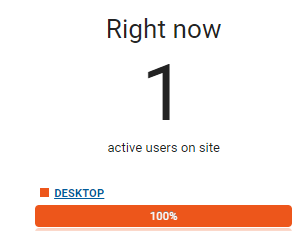 Right now
1
active users on site
DESKTOP
100%